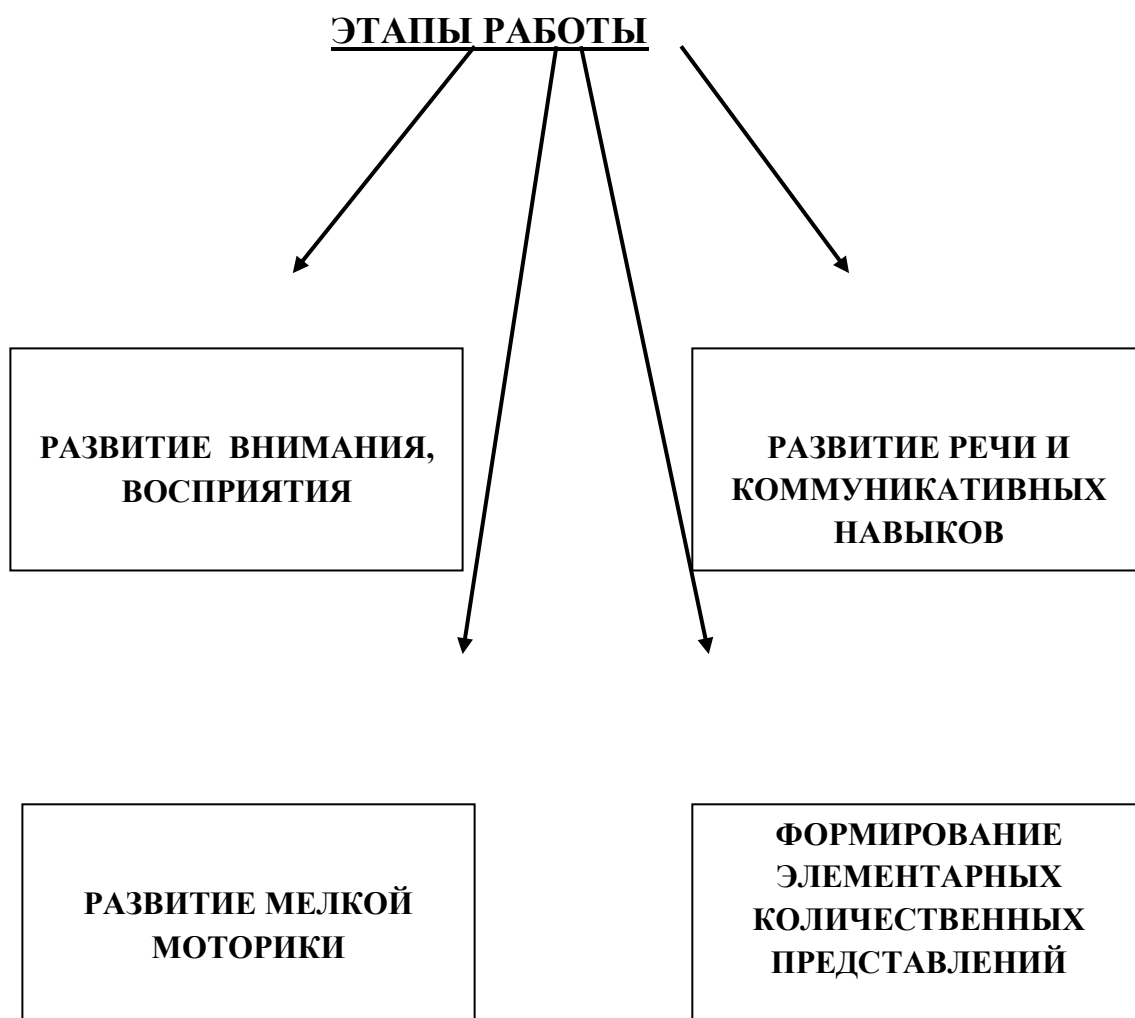 ЭТАПЫ РАБОТЫ
РАЗВИТИЕ ВНИМАНИЯ,
ВОСПРИЯТИЯ
РАЗВИТИЕ РЕЧИ И
КОММУНИКАТИВНЫХ
НАВЫКОВ
РАЗВИТИЕ МЕЛКОЙ
МОТОРИКИ
ФОРМИРОВАНИЕ
ЭЛЕМЕНТАРНЫХ
КОЛИЧЕСТВЕННЫХ
ПРЕДСТАВЛЕНИЙ